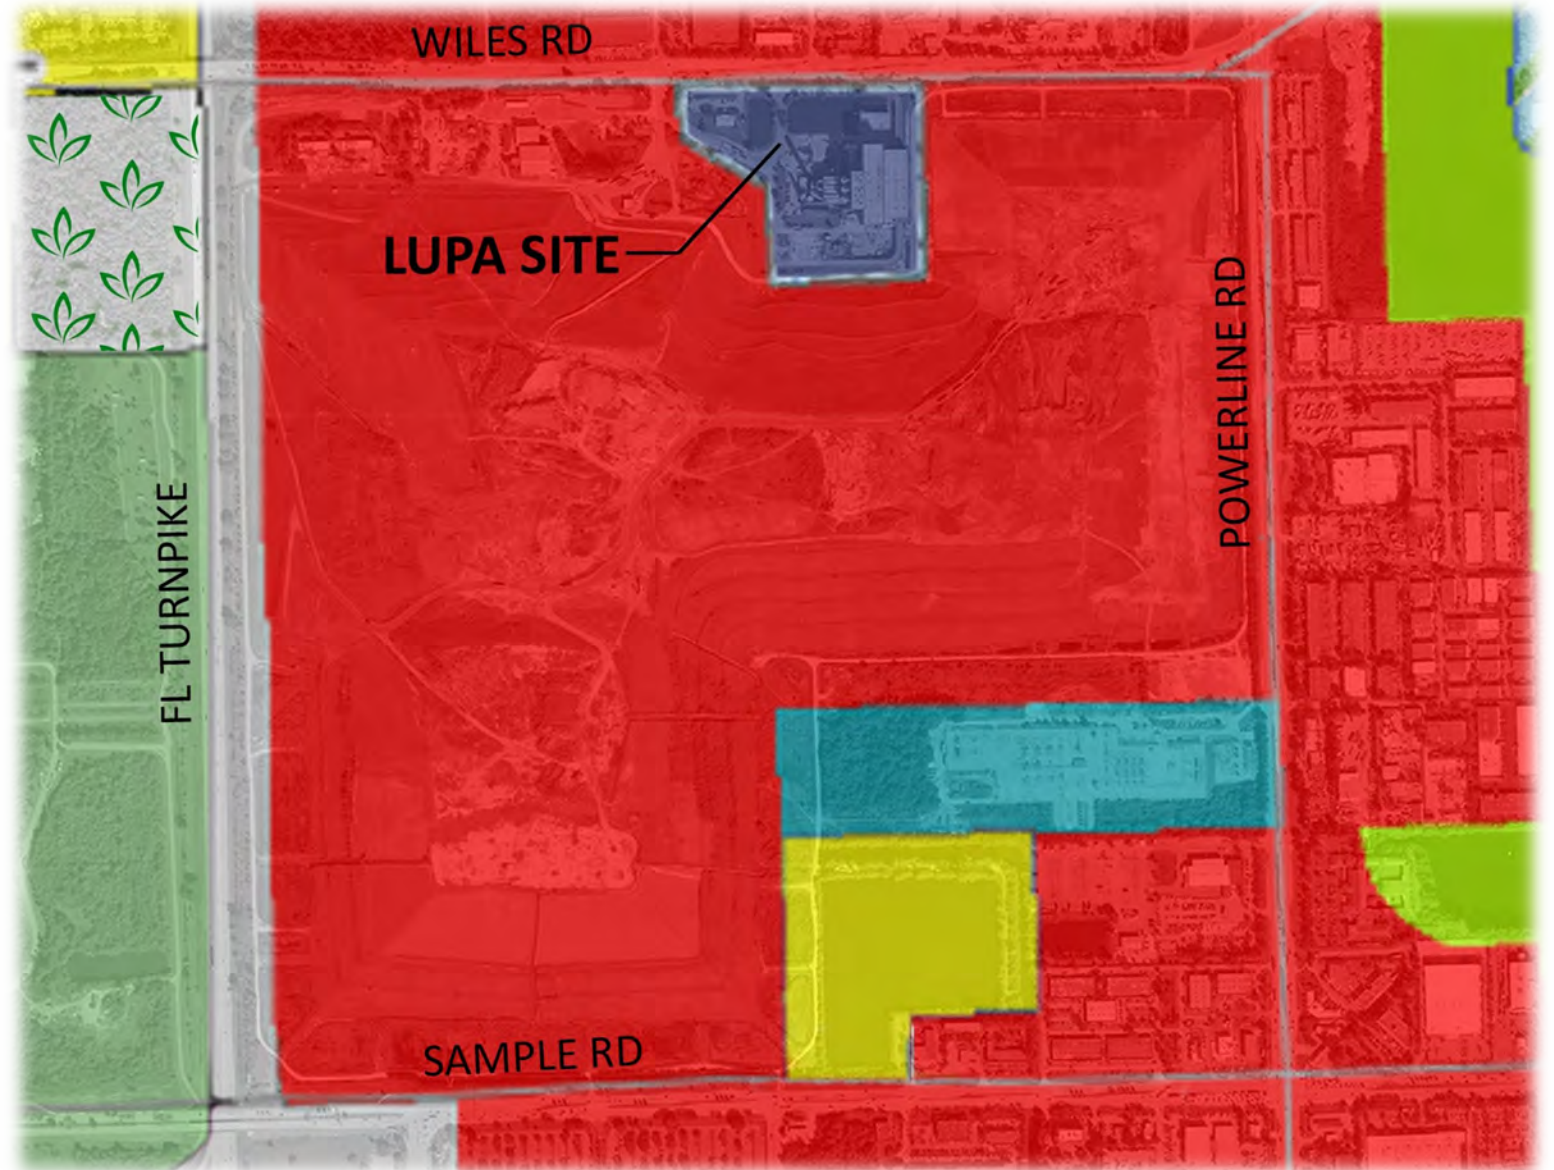 WILES RD
LUPA SITE
POWERLINE RD
FL TURNPIKE
SAMPLE RD